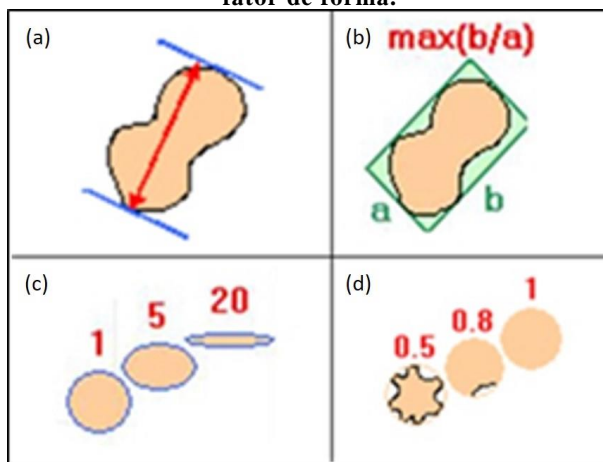 fator de forma.
(a)
(b)
max(b/a)
a
b
(c)
1
5
20
(d)
0.5
0.8
1